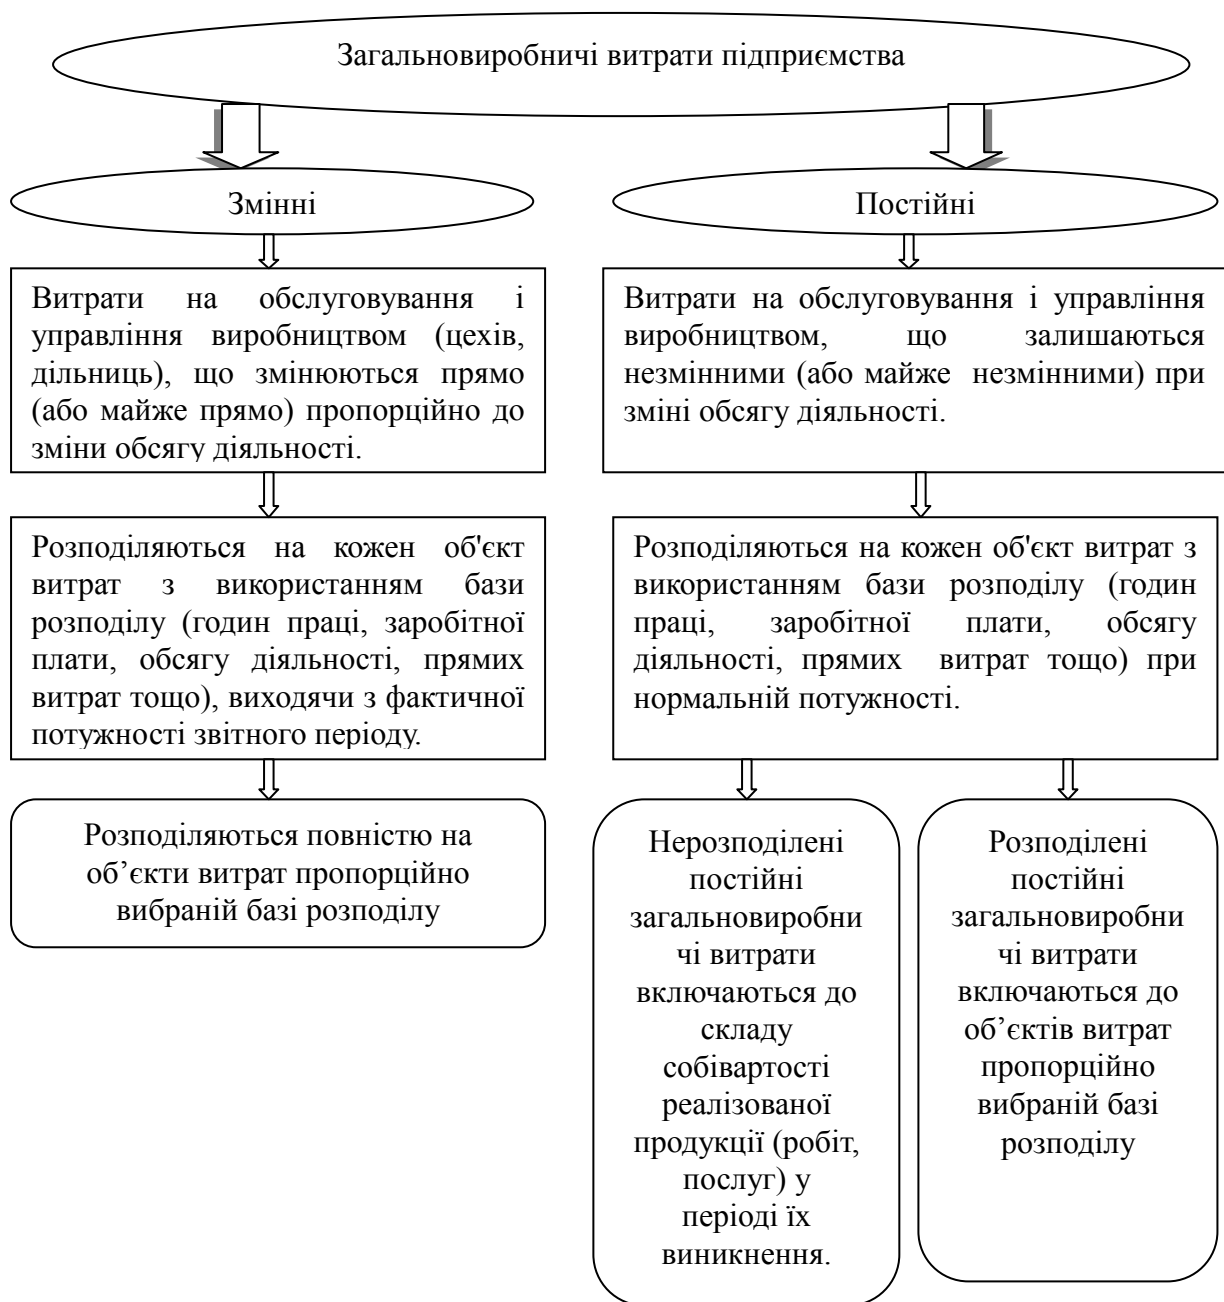 Загальновиробничі витрати підприємства
Змінні
Постійні
Витрати на обслуговування і
управління виробництвом (цехів,
дільниць), що змінюються прямо
(або майже прямо) пропорційно до
зміни обсягу діяльності.
Витрати на обслуговування і управління
виробництвом, що залишаються
незмінними (або майже незмінними) при
зміні обсягу діяльності.
Розподіляються на кожен об'єкт
витрат з використанням бази
розподілу (годин праці, заробітної
плати, обсягу діяльності, прямих
витрат тощо), виходячи з фактичної
потужності звітного періоду.
Розподіляються на кожен об'єкт витрат з
використанням бази розподілу (годин
праці, заробітної плати, обсягу
діяльності, прямих витрат тощо) при
нормальній потужності.
Розподіляються повністю на
об’єкти витрат пропорційно
вибраній базі розподілу
Нерозподілені
постійні
загальновиробни
чі витрати
включаються до
складу
собівартості
реалізованої
продукції (робіт,
послуг) у
періоді їх
виникнення.
Розподілені
постійні
загальновиробни
чі витрати
включаються до
об’єктів витрат
пропорційно
вибраній базі
розподілу